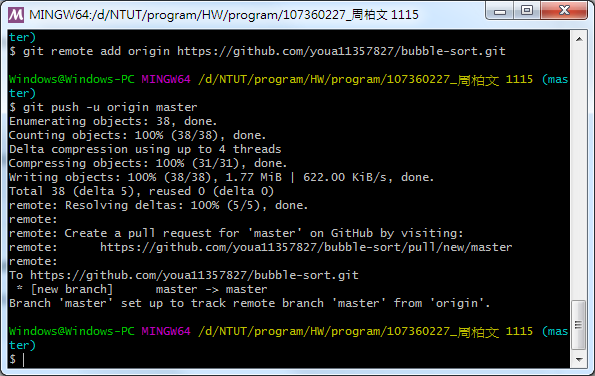 MINGW64:/d/NTUT/program/HW/program/107360227_周柏文 1115
ter)
$ git remote add origin https://github.com/youa11357827/bubble-sort.git
Windows@Windows-PC MINGW64 /d/NTUT/program/HW/program/107360227_周柏文 1115 (mas
ter)
$ git push -u origin master
Enumerating objects: 38, done.
Counting objects: 100% (38/38), done.
Delta compression using up to 4 threads
Compressing objects: 100% (31/31), done.
Writing objects: 100% (38/38), 1.77 MiB | 622.00 KiB/s, done.
Total 38 (delta 5), reused 0 (delta 0)
remote: Resolving deltas: 100% (5/5), done.
remote:
remote: Create a pull request for 'master' on GitHub by visiting:
remote:      https://github.com/youa11357827/bubble-sort/pull/new/master
remote:
To https://github.com/youa11357827/bubble-sort.git
 * [new branch]      master -> master
Branch 'master' set up to track remote branch 'master' from 'origin'.
Windows@Windows-PC MINGW64 /d/NTUT/program/HW/program/107360227_周柏文 1115 (mas
ter)
$